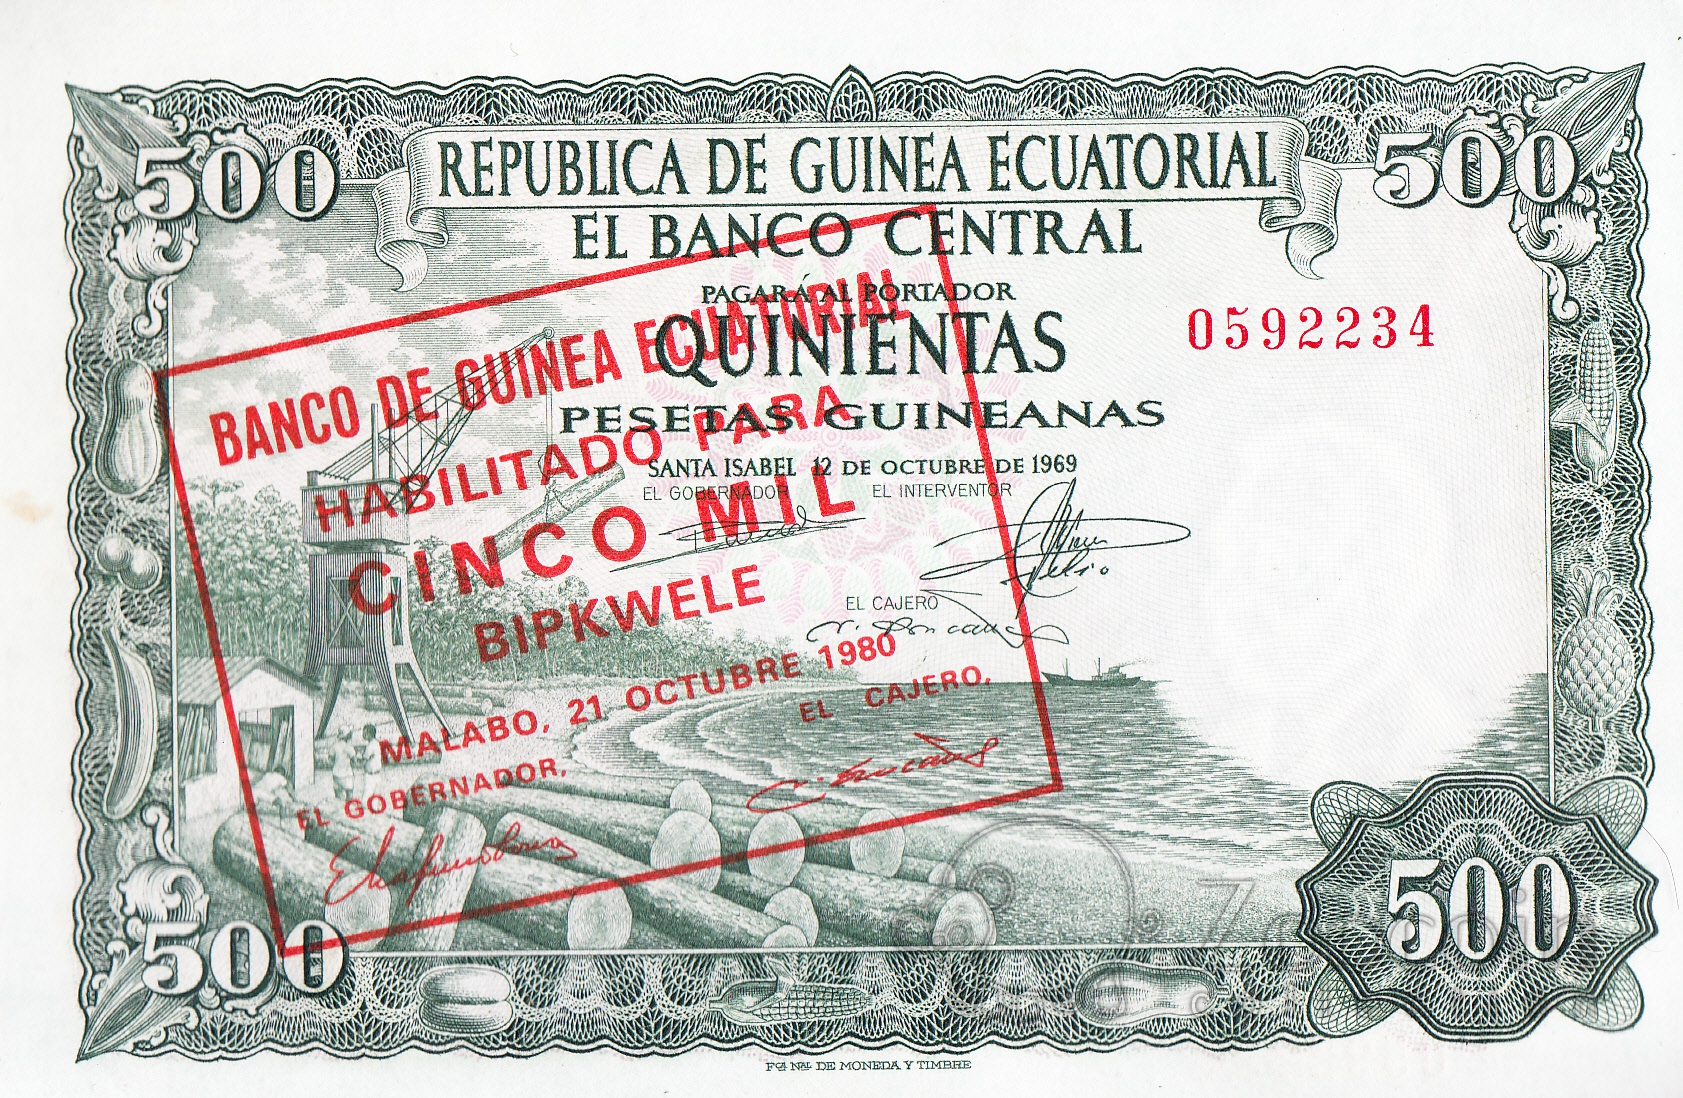 500
500
REPUBLICA DE GUINEA ECUATORIAL
EL BANCO CENTRAL
PAGARÁ AL PORTADOR
QUINIENTAS
PESETAS GUINEANAS
SANTA ISABEL 12 DE OCTUBRE DE 1969
EL GOBERNADOR EL INTERVENTOR
EL CAJERO
0592234
BANCO DE GUINEA ECUATORIAL
HABILITADO PARA
CINCO MIL
BIPKWELE
MALABO, 21 OCTUBRE 1980
EL GOBERNADOR, EL CAJERO,
500
500
FCA NAL DE MONEDA Y TIMBRE